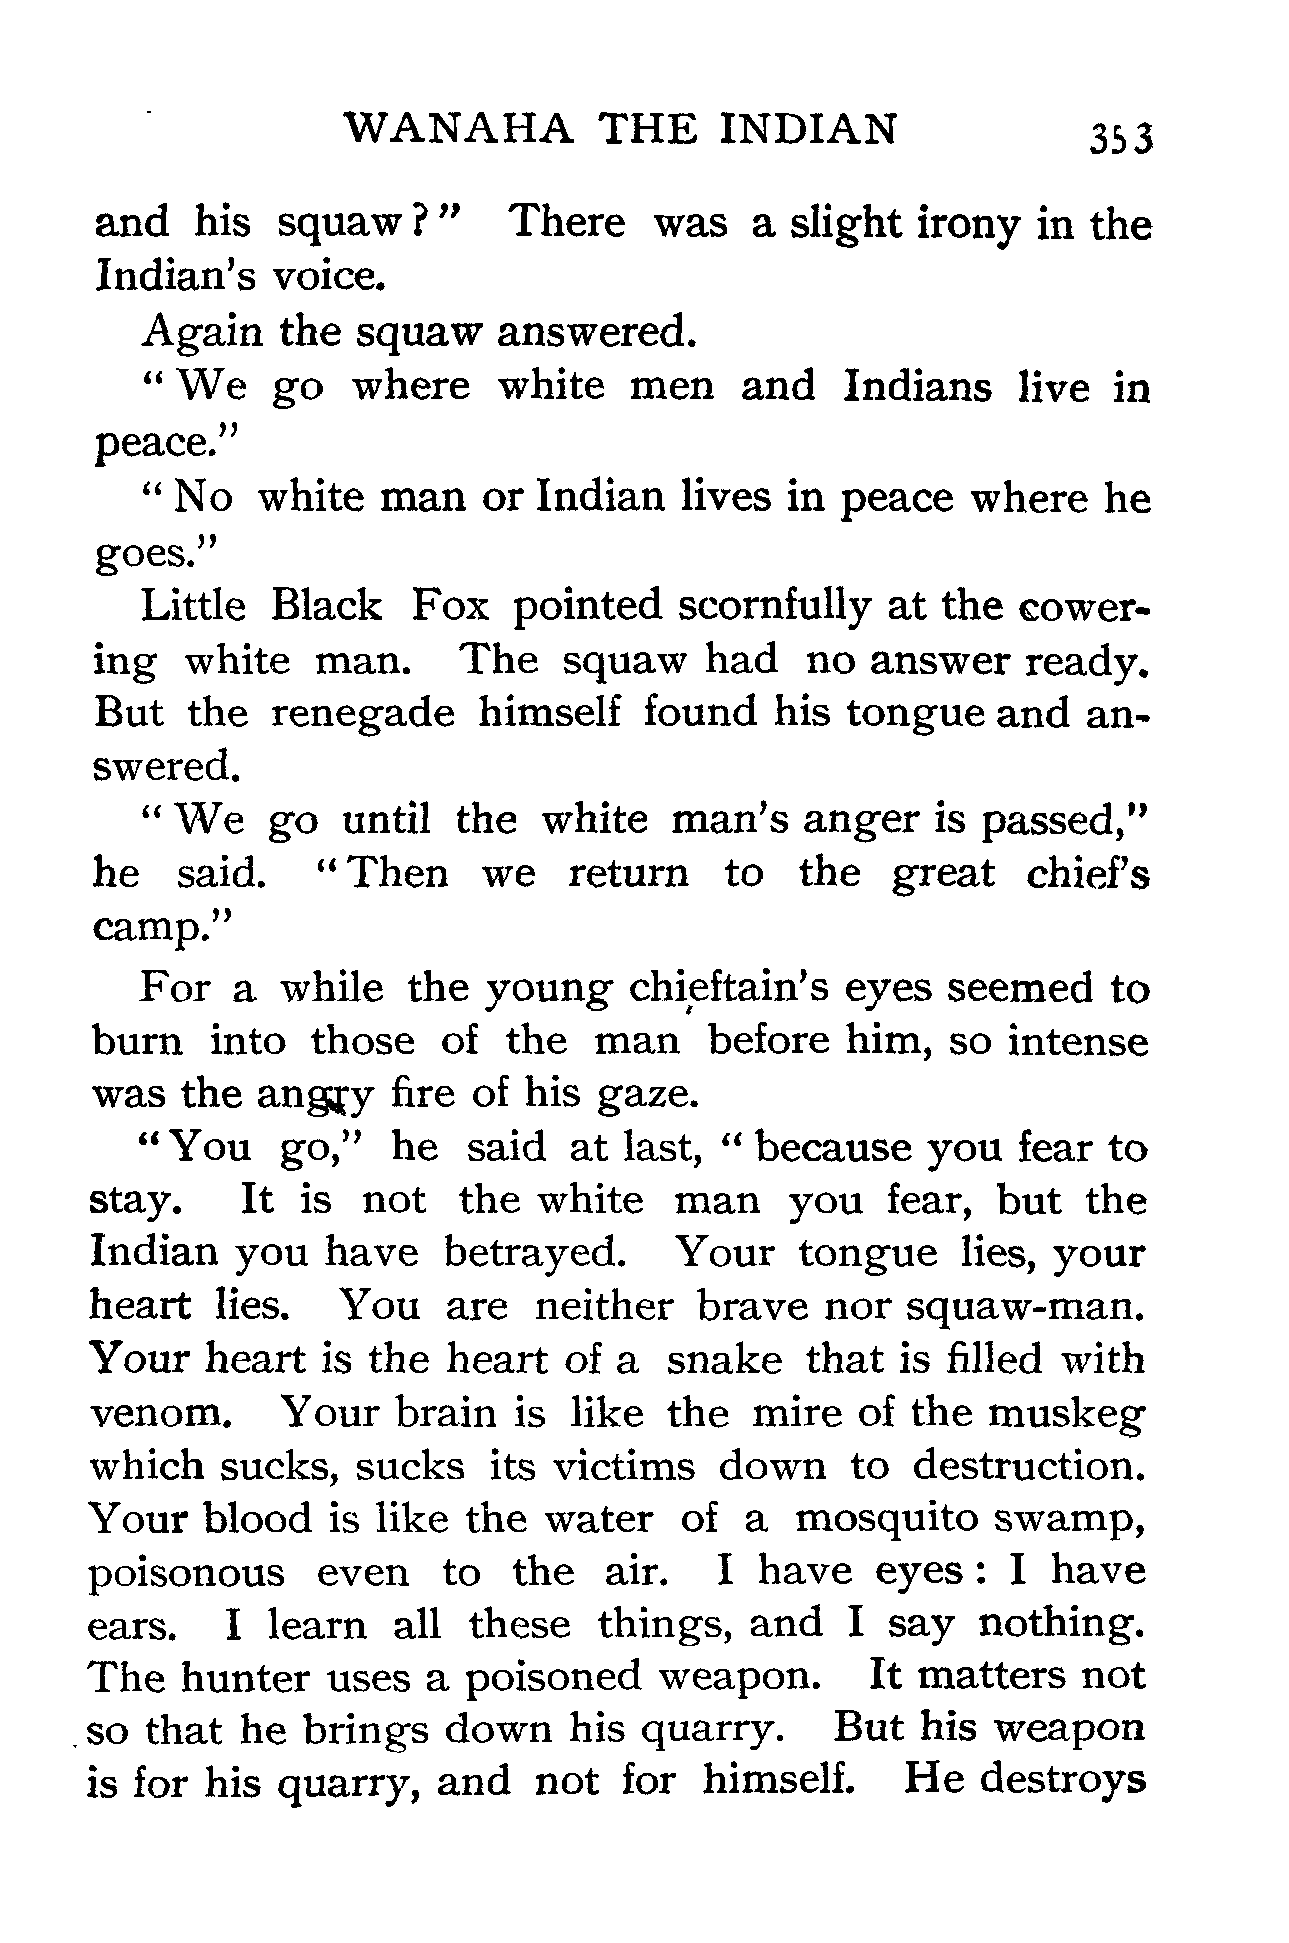 WANAHA THE INDIAN 353
and his squaw?" There was a slight irony in the
Indian's voice.
Again the squaw answered.
"We go where white men and Indians live in
peace."
"No white man or Indian lives in peace where he
goes."
Little Black Fox pointed scornfully at the cower-
ing white man. The squaw had no answer ready.
But the renegade himself found his tongue and an-
swered.
"We go until the white man's anger is passed,"
he said. "Then we return to the great chief's
camp."
For a while the young chieftain's eyes seemed to
burn into those of the man before him, so intense
was the angry fire of his gaze.
"You go," he said at last, "because you fear to
stay. It is not the white man you fear, but the
Indian you have betrayed. Your tongue lies, your
heart lies. You are neither brave nor squaw-man.
Your heart is the heart of a snake that is filled with
venom. Your brain is like the mire of the muskeg
which sucks, sucks its victims down to destruction.
Your blood is like the water of a mosquito swamp,
poisonous even to the air. I have eyes: I have
ears. I learn all these things, and I say nothing.
The hunter uses a poisoned weapon. It matters not
so that he brings down his quarry. But his weapon
is for his quarry, and not for himself. He destroys